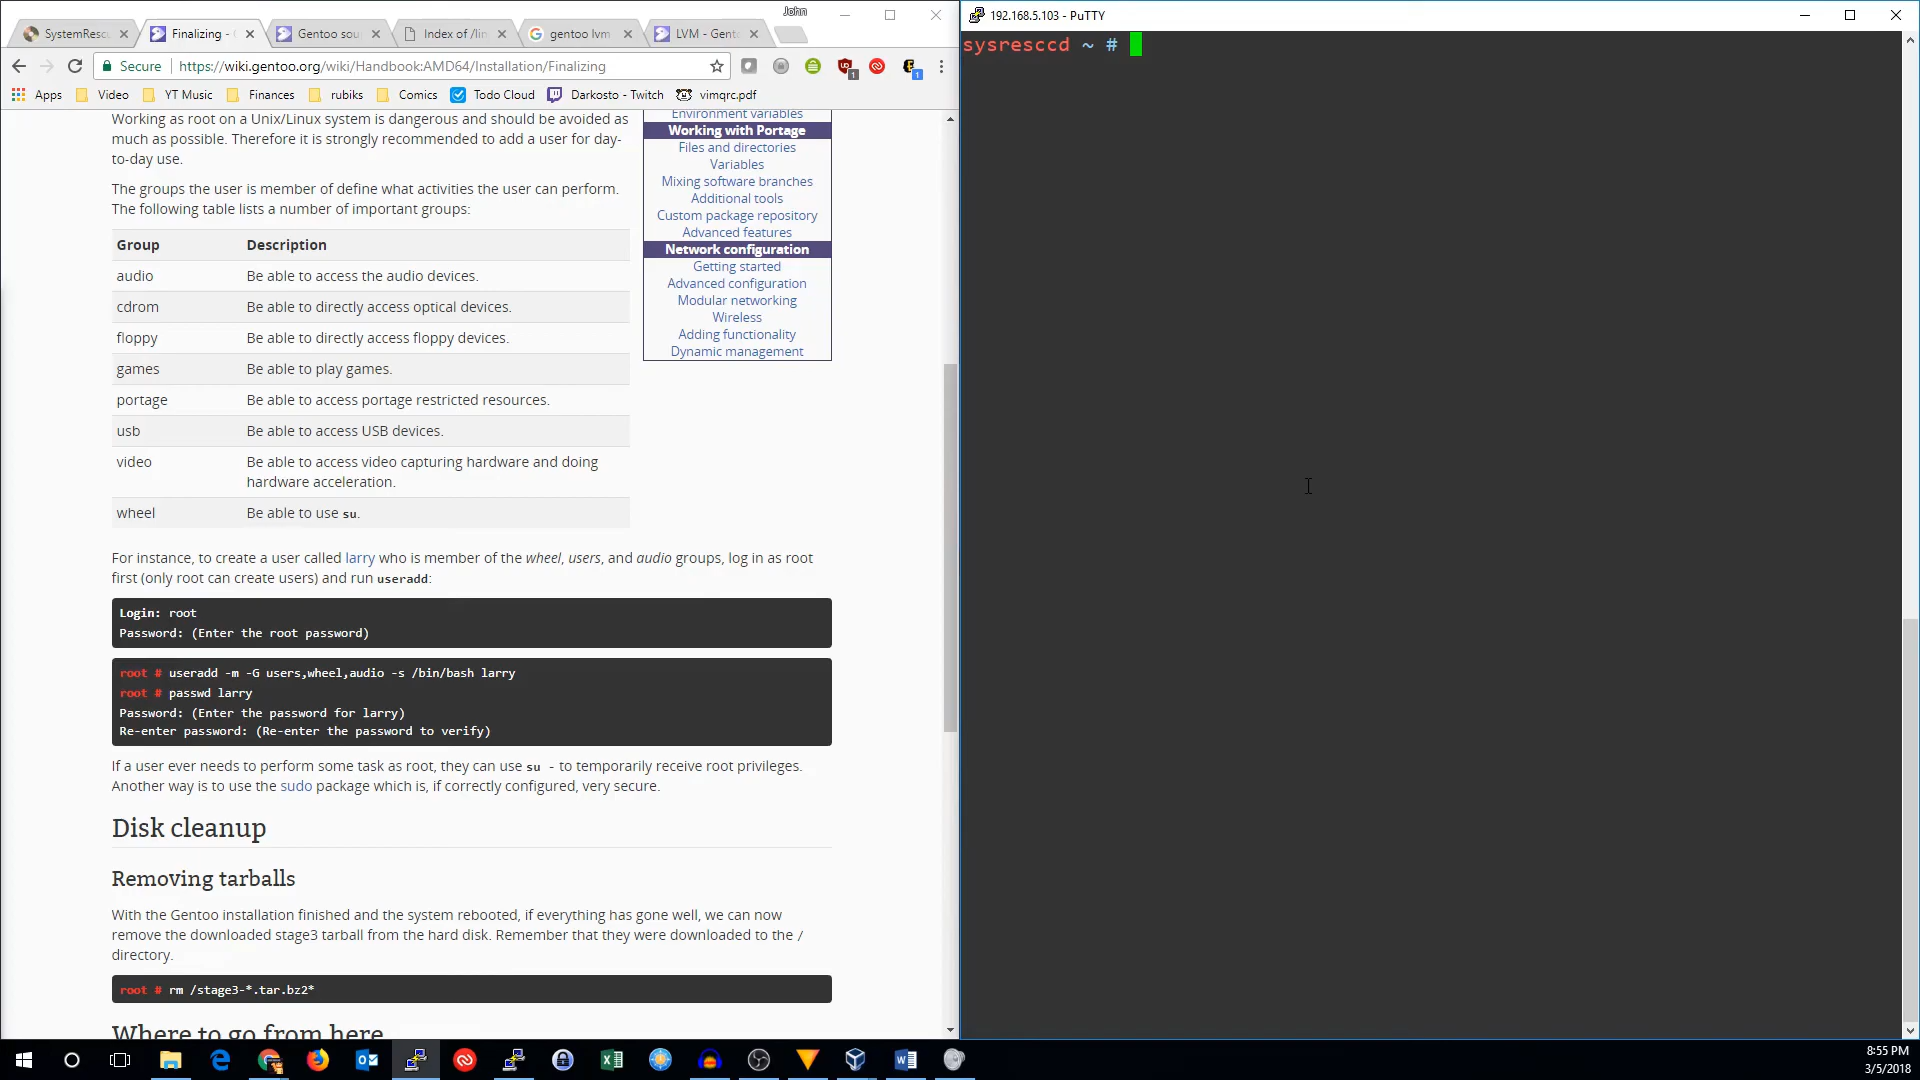 John
SystemResc
Finalizing -
Gentoo sou
Index of /lin
gentoo lvm
LVM - Gent
Secure
https://wiki.gentoo.org/wiki/Handbook:AMD64/Installation/Finalizing
1
1
Apps
Video
YT Music
Finances
rubiks
Comics
Todo Cloud
Darkosto - Twitch
vimqrc.pdf
Working as root on a Unix/Linux system is dangerous and should be avoided as
much as possible. Therefore it is strongly recommended to add a user for day-
to-day use.
The groups the user is member of define what activities the user can perform.
The following table lists a number of important groups:
Group Description
audio Be able to access the audio devices.
cdrom Be able to directly access optical devices.
floppy Be able to directly access floppy devices.
games Be able to play games.
portage Be able to access portage restricted resources.
usb Be able to access USB devices.
video Be able to access video capturing hardware and doing
hardware acceleration.
wheel Be able to use su.
Environment variables
Working with Portage
Files and directories
Variables
Mixing software branches
Additional tools
Custom package repository
Advanced features
Network configuration
Getting started
Advanced configuration
Modular networking
Wireless
Adding functionality
Dynamic management
For instance, to create a user called larry who is member of the wheel, users, and audio groups, log in as root
first (only root can create users) and run useradd:
Login: root
Password: (Enter the root password)
root # useradd -m -G users,wheel,audio -s /bin/bash larry
root # passwd larry
Password: (Enter the password for larry)
Re-enter password: (Re-enter the password to verify)
If a user ever needs to perform some task as root, they can use su - to temporarily receive root privileges.
Another way is to use the sudo package which is, if correctly configured, very secure.
Disk cleanup
Removing tarballs
With the Gentoo installation finished and the system rebooted, if everything has gone well, we can now
remove the downloaded stage3 tarball from the hard disk. Remember that they were downloaded to the /
directory.
root # rm /stage3-*.tar.bz2*
Where to go from here
192.168.5.103 - PuTTY
sysresccd ~ #
8:55 PM
3/5/2018